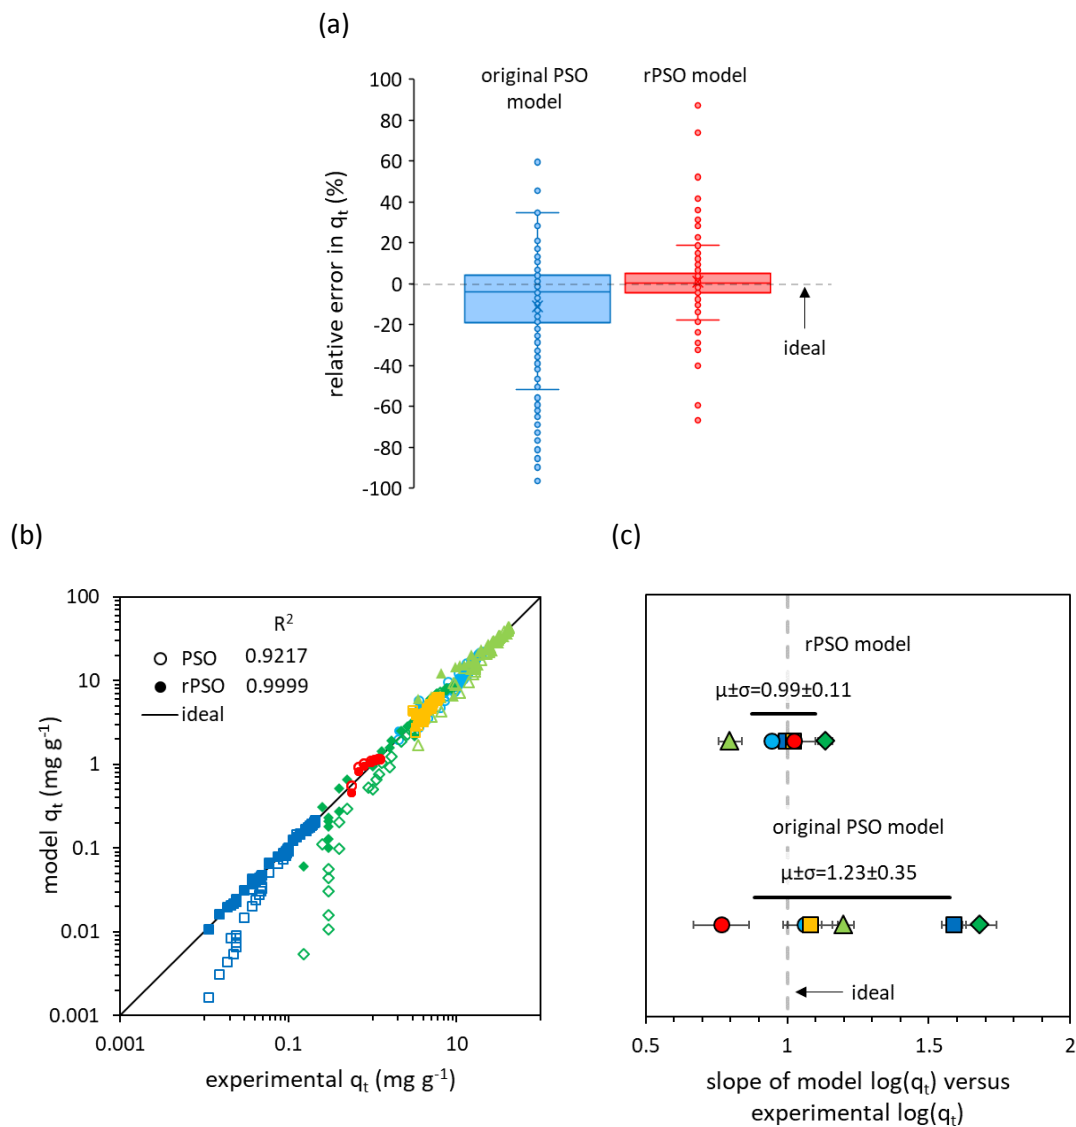 (a)
original PSO
model
rPSO model
100
80
60
40
20
0
-20
-40
-60
-80
-100
relative error in qt (%)
ideal
(b)
100
10
1
0.1
0.01
0.001
model qt (mg g-1)
R2
PSO 0.9217
rPSO 0.9999
ideal
0.001 0.1 10
experimental qt (mg g-1)
(c)
rPSO model
μ±σ=0.99±0.11
original PSO model
μ±σ=1.23±0.35
ideal
0.5 1 1.5 2
slope of model log(qt) versus
experimental log(qt)